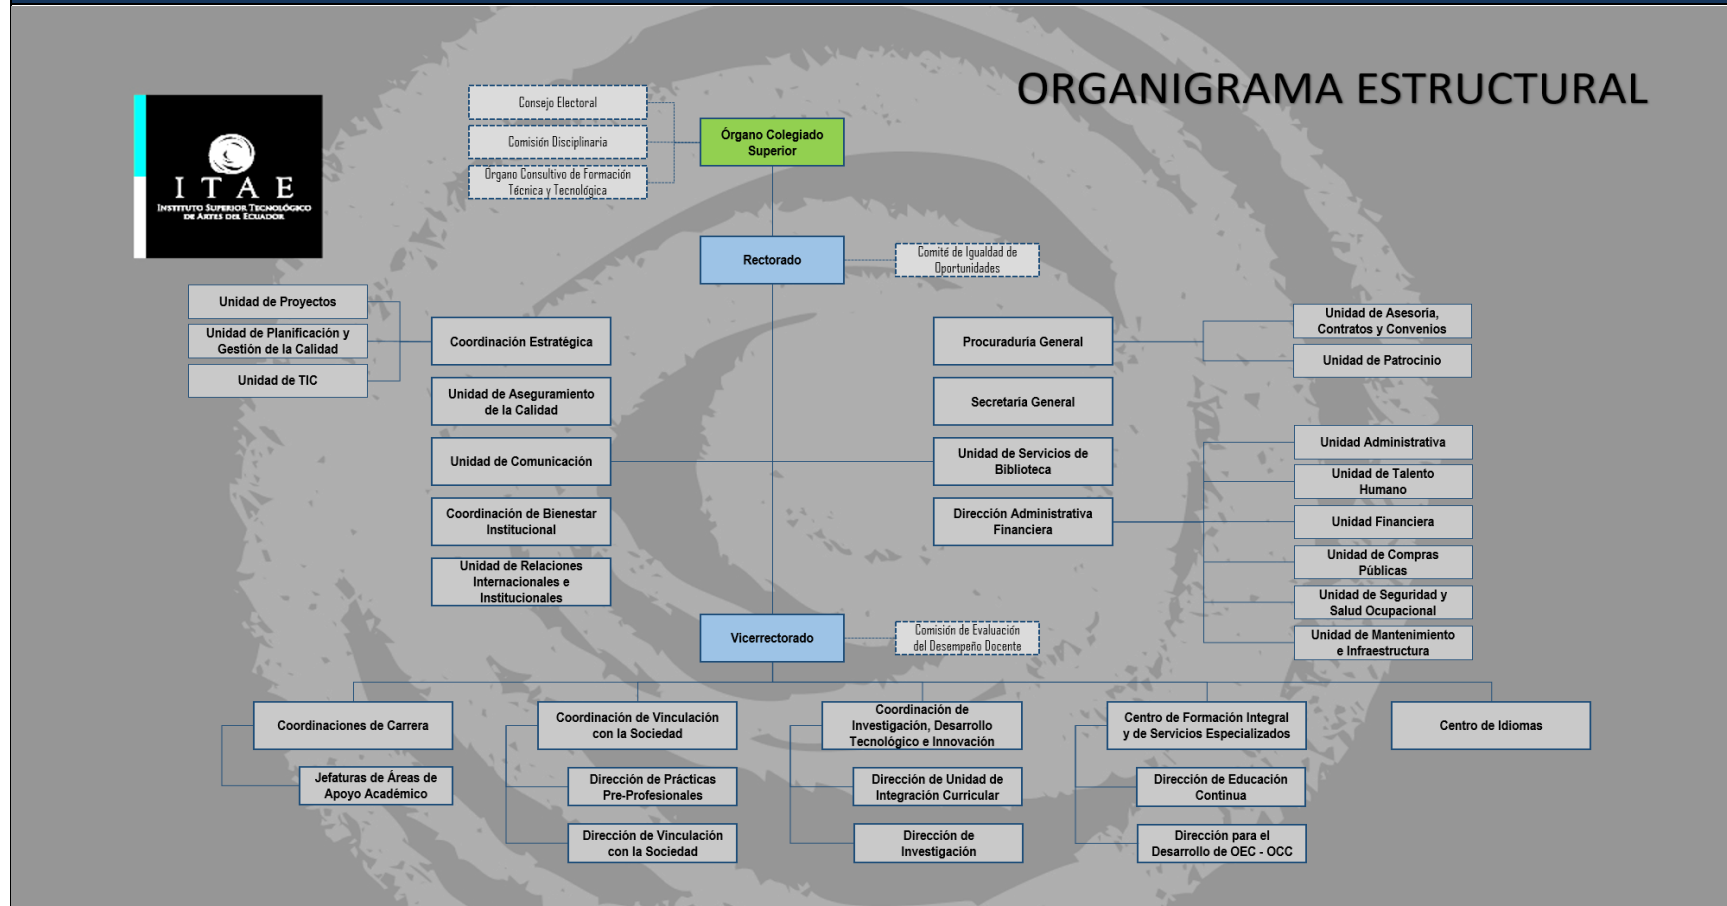 ORGANIGRAMA ESTRUCTURAL
ITAE
INSTITUTO SUPERIOR TECNOLÓGICO
DE ARTES DEL ECUADOR
Consejo Electoral
Comisión Disciplinaria
Órgano Consultivo de Formación
Técnica y Tecnológica
Órgano Colegiado
Superior
Rectorado
Comité de Igualdad de
Oportunidades
Unidad de Proyectos
Unidad de Planificación y
Gestión de la Calidad
Unidad de TIC
Coordinación Estratégica
Unidad de Aseguramiento
de la Calidad
Unidad de Comunicación
Coordinación de Bienestar
Institucional
Unidad de Relaciones
Internacionales e
Institucionales
Procuraduría General
Secretaría General
Unidad de Servicios de
Biblioteca
Dirección Administrativa
Financiera
Unidad de Asesoría,
Contratos y Convenios
Unidad de Patrocinio
Unidad Administrativa
Unidad de Talento
Humano
Unidad Financiera
Unidad de Compras
Públicas
Unidad de Seguridad y
Salud Ocupacional
Unidad de Mantenimiento
e Infraestructura
Vicerrectorado
Comisión de Evaluación
del Desempeño Docente
Coordinaciones de Carrera
Jefaturas de Áreas de
Apoyo Académico
Coordinación de Vinculación
con la Sociedad
Dirección de Prácticas
Pre-Profesionales
Dirección de Vinculación
con la Sociedad
Coordinación de
Investigación, Desarrollo
Tecnológico e Innovación
Dirección de Unidad de
Integración Curricular
Dirección de
Investigación
Centro de Formación Integral
y de Servicios Especializados
Dirección de Educación
Continua
Dirección para el
Desarrollo de OEC - OCC
Centro de Idiomas